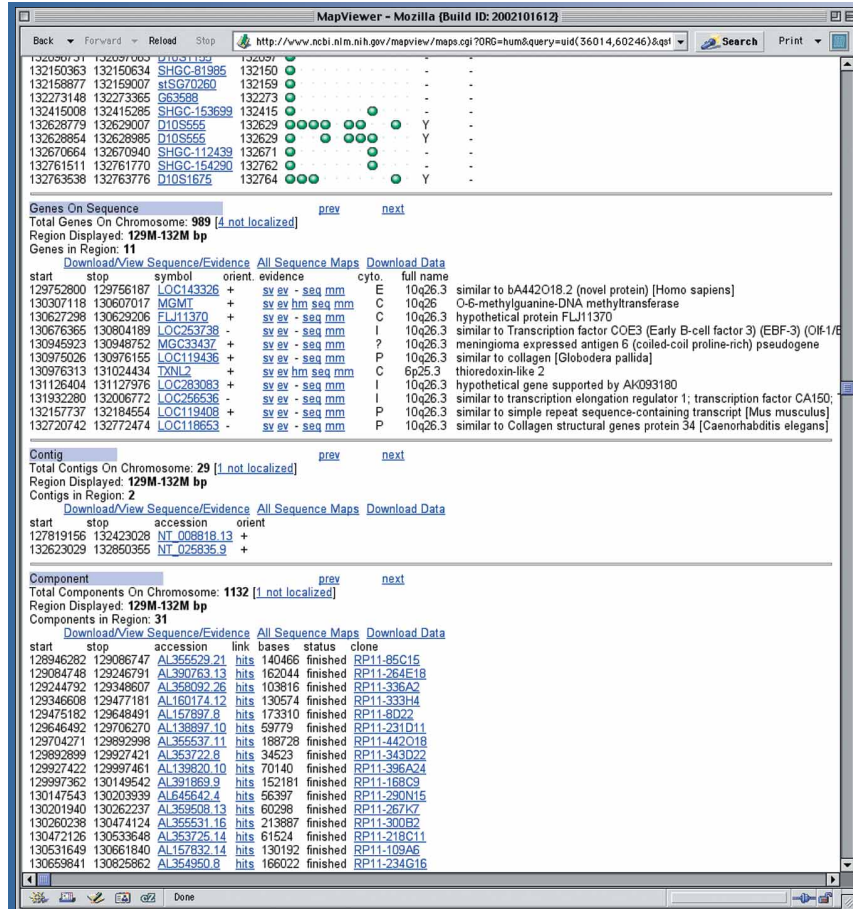 MapViewer - Mozilla {Build ID: 2002101612}
Back Forward Reload Stop http://www.ncbi.nlm.nih.gov/mapview/maps.cgi?ORG=hum&query=uid(36014,60246)&qst Search Print
132150363 132150634 SHGC-81985 132150 - -
132158877 132159007 stSG70260 132159 - -
132273148 132273365 G63588 132273 - -
132415008 132415285 SHGC-153699 132415 - -
132628779 132629007 D10S555 132629 Y -
132628854 132628985 D10S555 132629 Y -
132670664 132670940 SHGC-112439 132671 - -
132761511 132761770 SHGC-154290 132762 - -
132763538 132763776 D10S1675 132764 Y -
Genes On Sequence prev next
Total Genes On Chromosome: 989 [4 not localized]
Region Displayed: 129M-132M bp
Genes in Region: 11
Download/View Sequence/Evidence All Sequence Maps Download Data
start stop symbol orient. evidence cyto. full name
129752800 129756187 LOC143326 + sv ev - seq mm E 10q26.3 similar to bA442O18.2 (novel protein) [Homo sapiens]
130307118 130607017 MGMT + sv ev hm seq mm C 10q26 O-6-methylguanine-DNA methyltransferase
130627298 130629206 FLJ11370 + sv ev - seq mm C 10q26.3 hypothetical protein FLJ11370
130676365 130804189 LOC253738 - sv ev - seq mm I 10q26.3 similar to Transcription factor COE3 (Early B-cell factor 3) (EBF-3) (Olf-1/E
130945923 130948752 MGC33437 + sv ev - seq mm ? 10q26.3 meningioma expressed antigen 6 (coiled-coil proline-rich) pseudogene
130975026 130976155 LOC119436 + sv ev - seq mm P 10q26.3 similar to collagen [Globodera pallida]
130976313 131024434 TXNL2 + sv ev hm seq mm C 6p25.3 thioredoxin-like 2
131126404 131127976 LOC283083 + sv ev - seq mm I 10q26.3 hypothetical gene supported by AK093180
131932280 132006772 LOC256536 - sv ev - seq mm I 10q26.3 similar to transcription elongation regulator 1; transcription factor CA150;
132157737 132184554 LOC119408 + sv ev - seq mm P 10q26.3 similar to simple repeat sequence-containing transcript [Mus musculus]
132720742 132772474 LOC118653 - sv ev - seq mm P 10q26.3 similar to Collagen structural genes protein 34 [Caenorhabditis elegans]
Contig prev next
Total Contigs On Chromosome: 29 [1 not localized]
Region Displayed: 129M-132M bp
Contigs in Region: 2
Download/View Sequence/Evidence All Sequence Maps Download Data
start stop accession orient
127819156 132423028 NT_008818.13 +
132623029 132850355 NT_025835.9 +
Component prev next
Total Components On Chromosome: 1132 [1 not localized]
Region Displayed: 129M-132M bp
Components in Region: 31
Download/View Sequence/Evidence All Sequence Maps Download Data
start stop accession link bases status clone
128946282 129086747 AL355529.21 hits 140466 finished RP11-85C15
129084748 129246791 AL390763.13 hits 162044 finished RP11-264E18
129244792 129348607 AL358092.26 hits 103816 finished RP11-336A2
129346608 129477181 AL160174.12 hits 130574 finished RP11-333H4
129475182 129648491 AL157897.8 hits 173310 finished RP11-8D22
129646492 129706270 AL138897.10 hits 59779 finished RP11-231D11
129704271 129892998 AL355537.11 hits 188728 finished RP11-442O18
129892899 129927421 AL353722.8 hits 34523 finished RP11-343D22
129927422 129997461 AL139820.10 hits 70140 finished RP11-396A24
129997362 130149542 AL391869.9 hits 152181 finished RP11-168C9
130147543 130203939 AL645642.4 hits 56397 finished RP11-290N15
130201940 130262237 AL359508.13 hits 60298 finished RP11-267K7
130260238 130474124 AL355531.16 hits 213887 finished RP11-300B2
130472126 130533648 AL353725.14 hits 61524 finished RP11-218C11
130531649 130661840 AL157832.14 hits 130192 finished RP11-109A6
130659841 130825862 AL354950.8 hits 166022 finished RP11-234G16
Done